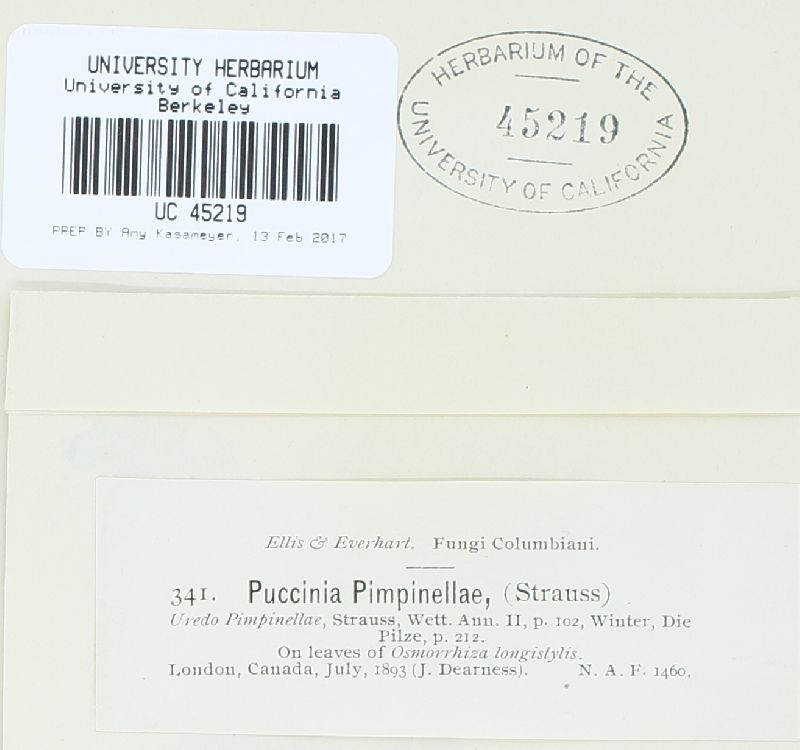 UNIVERSITY HERBARIUM
University of California
Berkeley
UC 45219
PREP BY Amy Kasameyer, 13 Feb 2017
HERBARIUM OF THE
45219
UNIVERSITY OF CALIFORNIA
Ellis & Everhart. Fungi Columbiani.
341. Puccinia Pimpinellae, (Strauss)
Uredo Pimpinellae, Strauss, Wett. Ann. II, p. 102, Winter, Die
Pilze, p. 212.
On leaves of Osmorrhiza longistylis.
London, Canada, July, 1893 (J. Dearness). N. A. F. 1460.